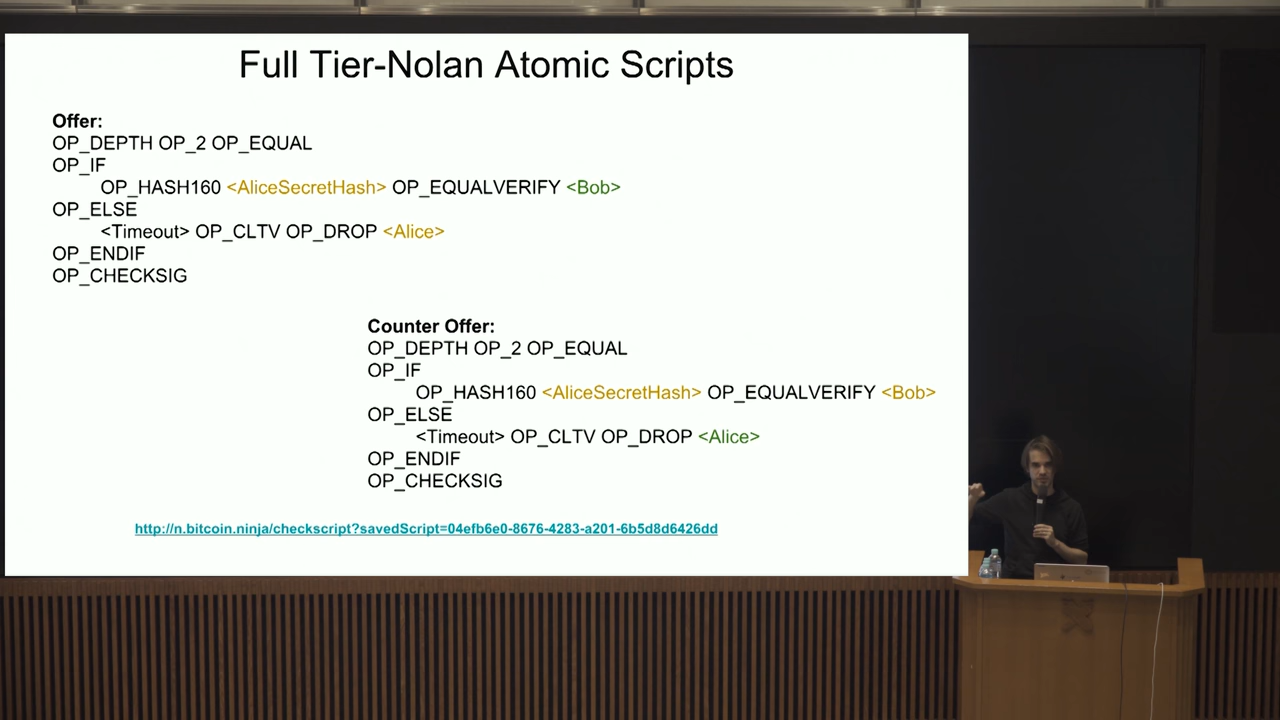 Full Tier-Nolan Atomic Scripts
Offer:
OP_DEPTH OP_2 OP_EQUAL
OP_IF
OP_HASH160 <AliceSecretHash> OP_EQUALVERIFY <Bob>
OP_ELSE
<Timeout> OP_CLTV OP_DROP <Alice>
OP_ENDIF
OP_CHECKSIG
Counter Offer:
OP_DEPTH OP_2 OP_EQUAL
OP_IF
OP_HASH160 <AliceSecretHash> OP_EQUALVERIFY <Bob>
OP_ELSE
<Timeout> OP_CLTV OP_DROP <Alice>
OP_ENDIF
OP_CHECKSIG
http://n.bitcoin.ninja/checkscript?savedScript=04efb6e0-8676-4283-a201-6b5d8d6426dd